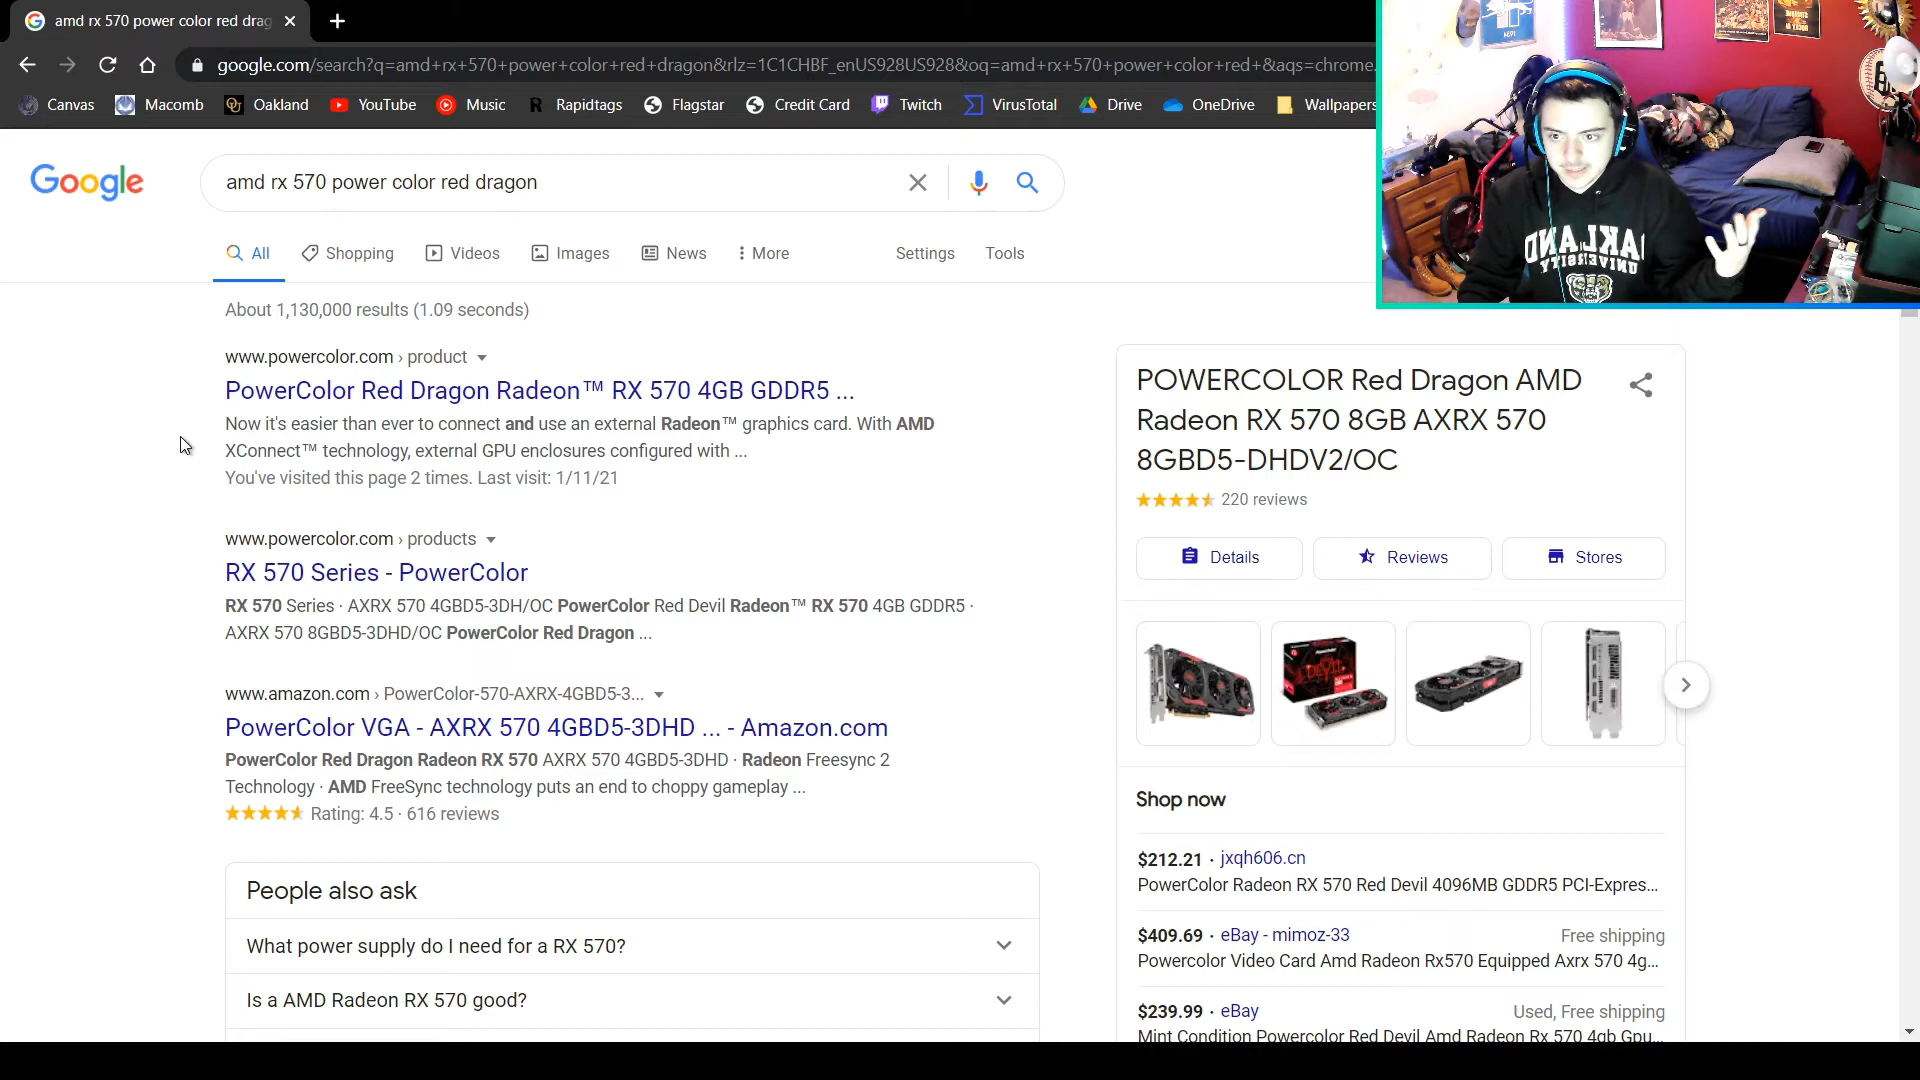 amd rx 570 power color red drag
google.com/search?q=amd+rx+570+power+color+red+dragon&rlz=1C1CHBF_enUS928US928&oq=amd+rx+570+power+color+red+&aqs=chrome.
Canvas Macomb Oakland YouTube Music Rapidtags Flagstar Credit Card Twitch VirusTotal Drive OneDrive Wallpapers
Google
amd rx 570 power color red dragon
All Shopping Videos Images News More Settings Tools
About 1,130,000 results (1.09 seconds)
www.powercolor.com › product
PowerColor Red Dragon Radeon™ RX 570 4GB GDDR5 ...
Now it's easier than ever to connect and use an external Radeon™ graphics card. With AMD
XConnect™ technology, external GPU enclosures configured with ...
You've visited this page 2 times. Last visit: 1/11/21
www.powercolor.com › products
RX 570 Series - PowerColor
RX 570 Series · AXRX 570 4GBD5-3DH/OC PowerColor Red Devil Radeon™ RX 570 4GB GDDR5 ·
AXRX 570 8GBD5-3DHD/OC PowerColor Red Dragon ...
www.amazon.com › PowerColor-570-AXRX-4GBD5-3...
PowerColor VGA - AXRX 570 4GBD5-3DHD ... - Amazon.com
PowerColor Red Dragon Radeon RX 570 AXRX 570 4GBD5-3DHD · Radeon Freesync 2
Technology · AMD FreeSync technology puts an end to choppy gameplay ...
Rating: 4.5 · 616 reviews
People also ask
What power supply do I need for a RX 570?
Is a AMD Radeon RX 570 good?
OAKLAND
UNIVERSITY
POWERCOLOR Red Dragon AMD
Radeon RX 570 8GB AXRX 570
8GBD5-DHDV2/OC
220 reviews
Details Reviews Stores
Shop now
$212.21 · jxqh606.cn
PowerColor Radeon RX 570 Red Devil 4096MB GDDR5 PCI-Expres...
$409.69 · eBay - mimoz-33 Free shipping
Powercolor Video Card Amd Radeon Rx570 Equipped Axrx 570 4g...
$239.99 · eBay Used, Free shipping
Mint Condition Powercolor Red Devil Amd Radeon Rx 570 4gb Gpu...